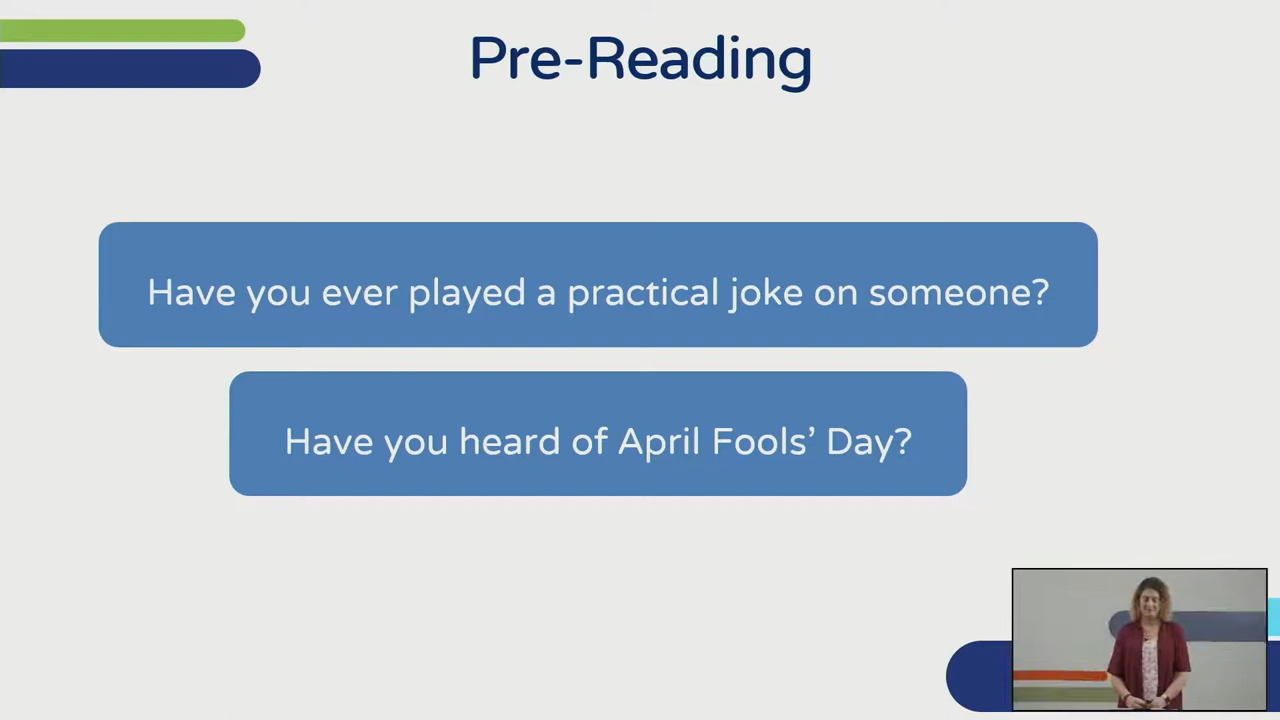 Pre-Reading
Have you ever played a practical joke on someone?
Have you heard of April Fools’ Day?